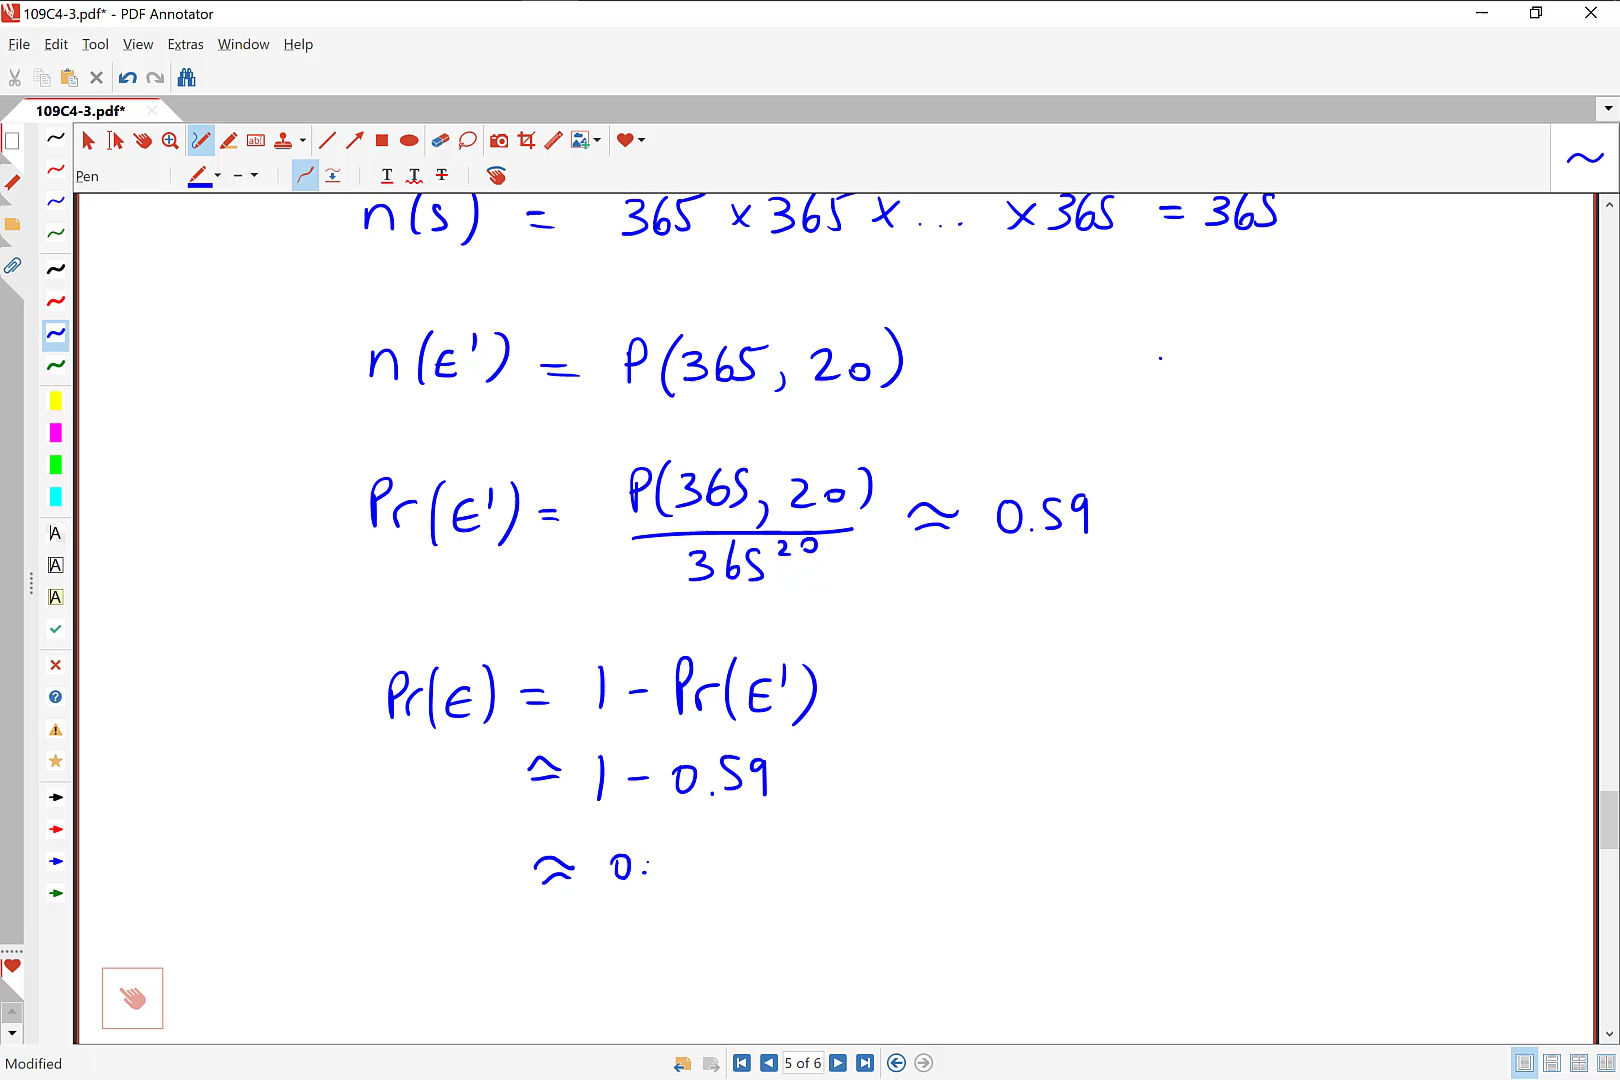 109C4-3.pdf* - PDF Annotator
File Edit Tool View Extras Window Help
109C4-3.pdf*
Pen
n(s) = 365 × 365 × ... × 365 = 365
n(E') = P(365, 20)
Pr(E') = P(365, 20) / 365²⁰ ≈ 0.59
Pr(E) = 1 - Pr(E')
≈ 1 - 0.59
≈ 0.
Modified
5 of 6